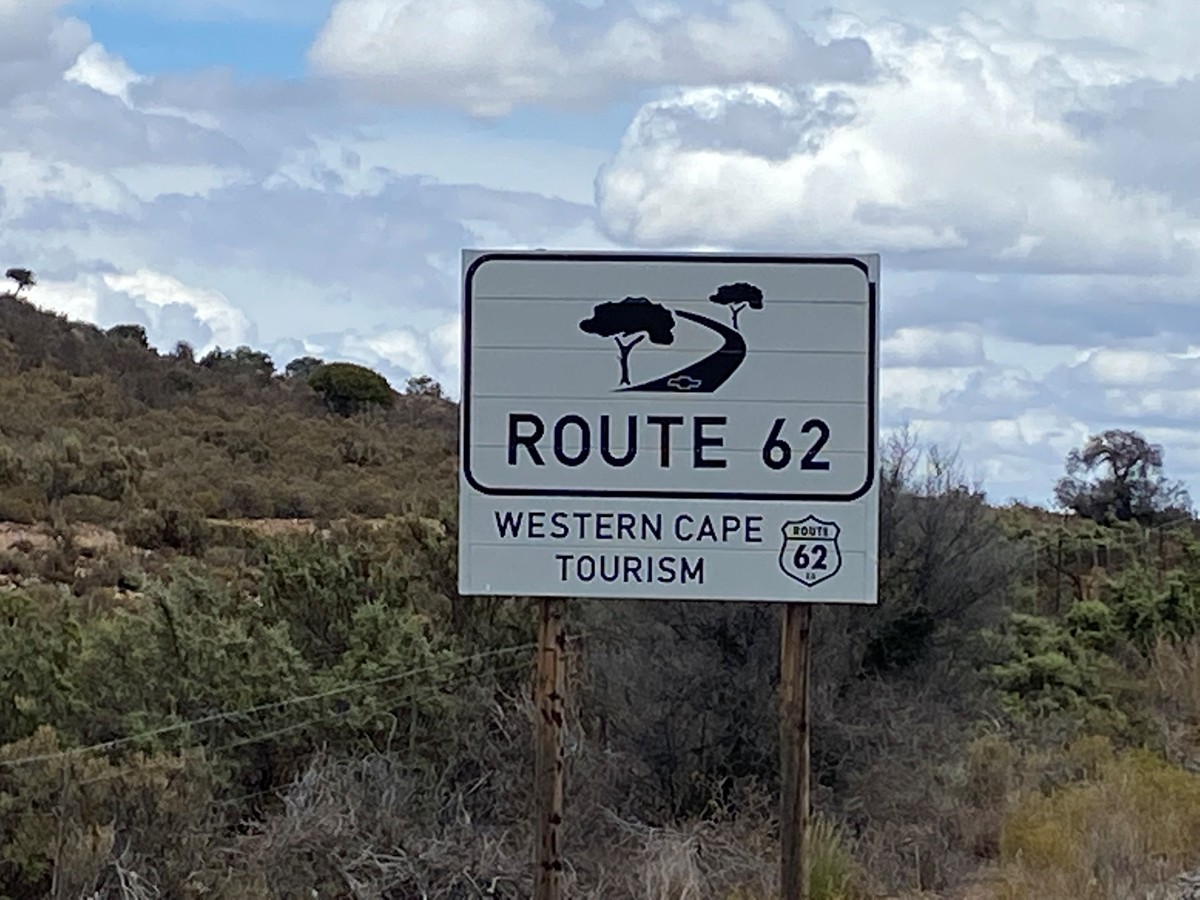 ROUTE 62
WESTERN CAPE
TOURISM
ROUTE
62